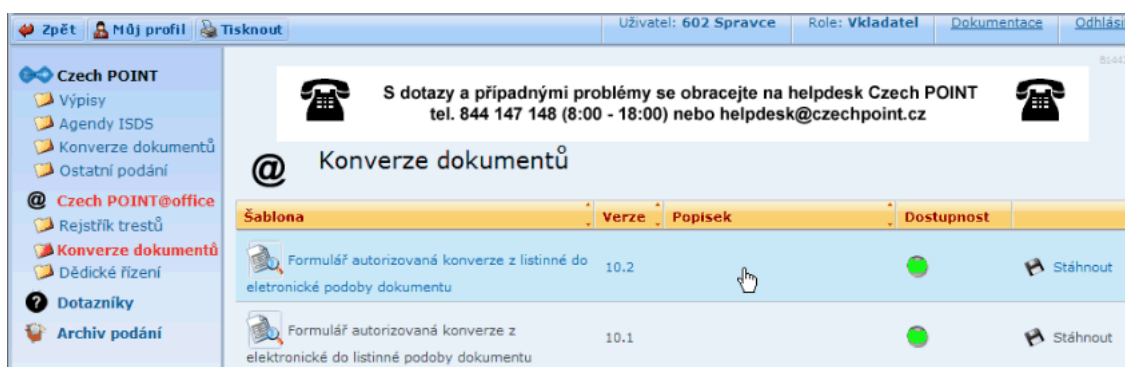 Zpět Můj profil Tisknout Uživatel: 602 Spravce Role: Vkladatel Dokumentace Odhlási
Czech POINT
Výpisy
Agendy ISDS
Konverze dokumentů
Ostatní podání
@ Czech POINT@office
Rejstřík trestů
Konverze dokumentů
Dědické řízení
? Dotazníky
Archiv podání
S dotazy a případnými problémy se obracejte na helpdesk Czech POINT
tel. 844 147 148 (8:00 - 18:00) nebo helpdesk@czechpoint.cz
@ Konverze dokumentů
Šablona Verze Popisek Dostupnost
Formulář autorizovaná konverze z listinné do
eletronické podoby dokumentu
10.2 Stáhnout
Formulář autorizovaná konverze z
elektronické do listinné podoby dokumentu
10.1 Stáhnout